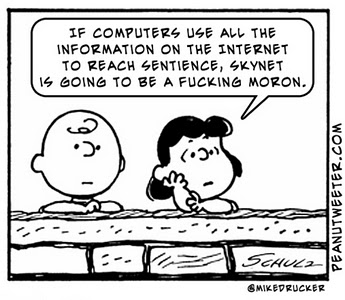 IF COMPUTERS USE ALL THE
INFORMATION ON THE INTERNET
TO REACH SENTIENCE, SKYNET
IS GOING TO BE A FUCKING MORON.
PEANUTWEETER.COM
SCHULZ
@MIKEDRUCKER